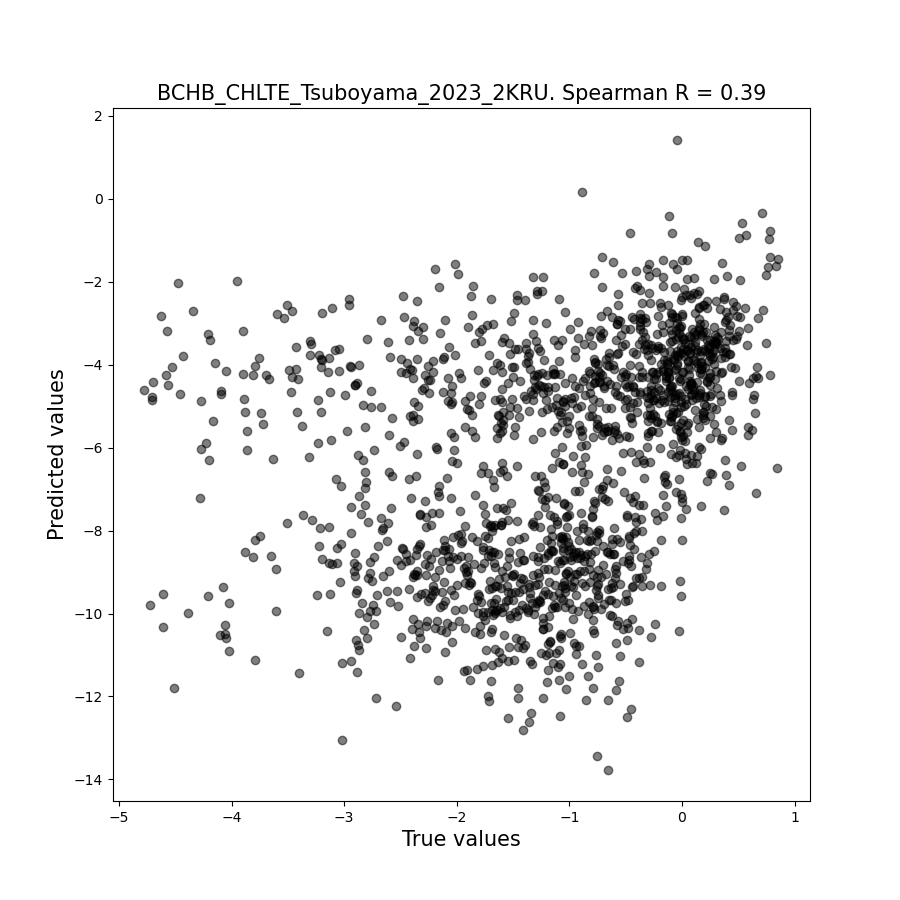 BCHB_CHLTE_Tsuboyama_2023_2KRU. Spearman R = 0.39
2
0
−2
−4
−6
−8
−10
−12
−14
Predicted values
−5 −4 −3 −2 −1 0 1
True values